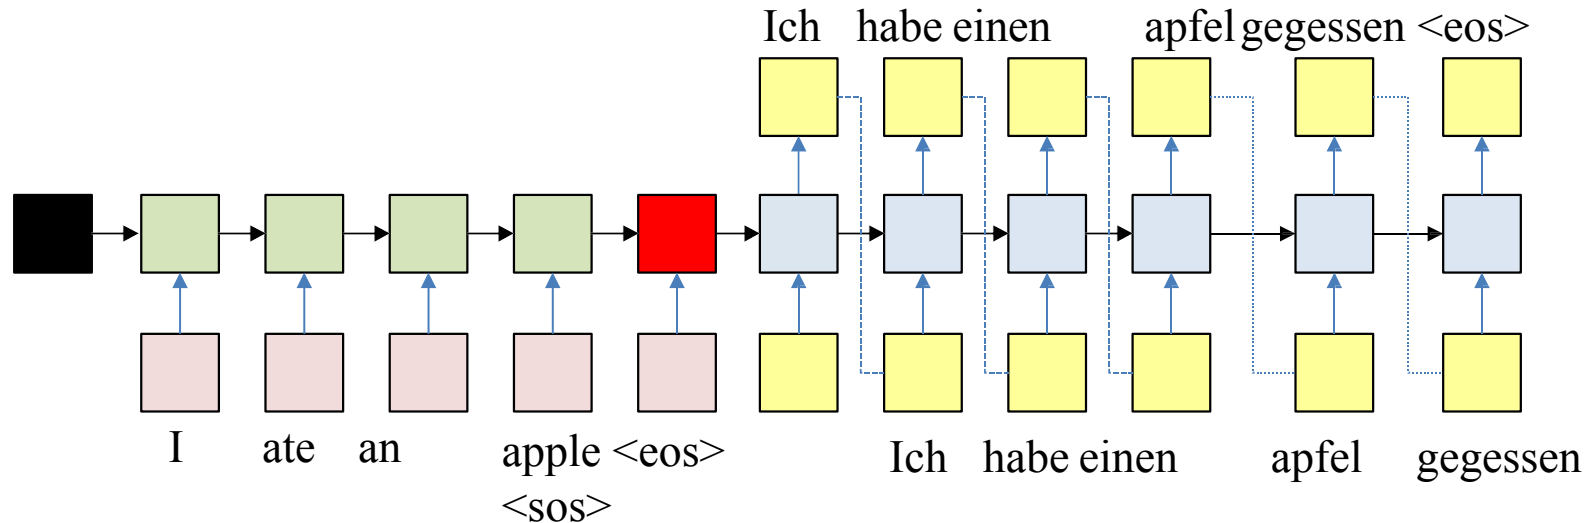 Ich habe einen apfel gegessen <eos>
I ate an apple <eos> Ich habe einen apfel gegessen
<sos>